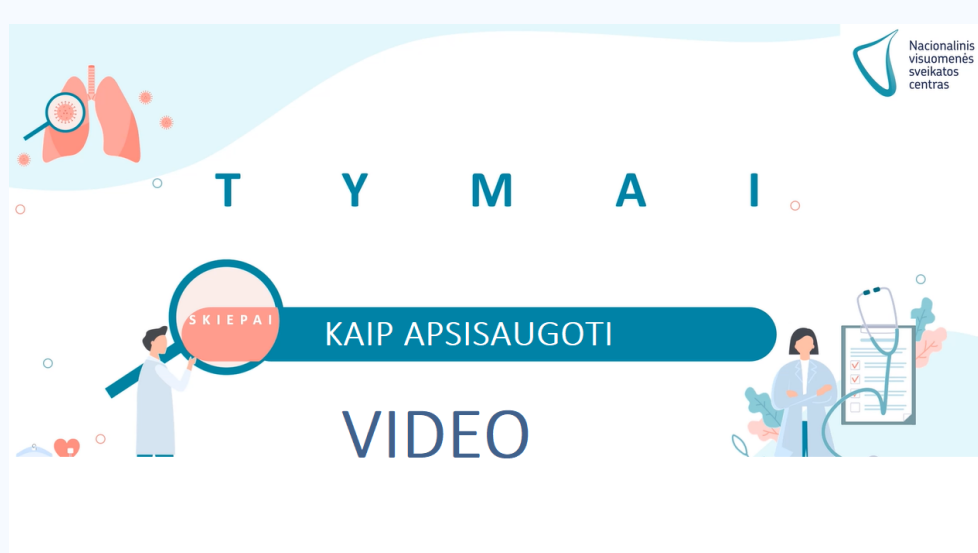 Nacionalinis
visuomenės
sveikatos
centras
T Y M A I
SKIEPAI
KAIP APSISAUGOTI
VIDEO